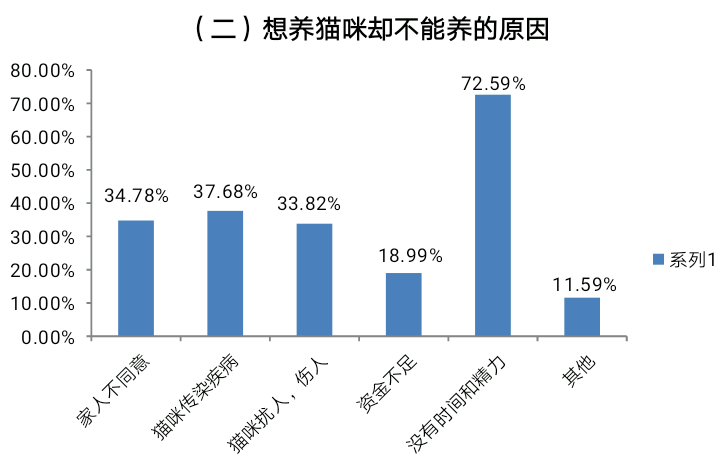 （二）想养猫咪却不能养的原因
80.00%
70.00%
60.00%
50.00%
40.00%
30.00%
20.00%
10.00%
0.00%
34.78%
37.68%
33.82%
18.99%
72.59%
11.59%
家人不同意
猫咪传染疾病
猫咪扰人，伤人
资金不足
没有时间和精力
其他
系列1